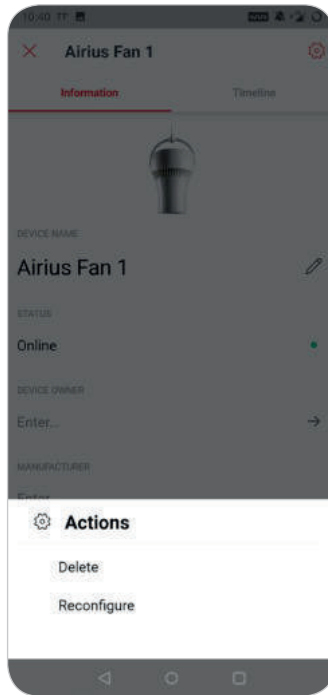 10:40
Airius Fan 1
Information Timeline
DEVICE NAME
Airius Fan 1
STATUS
Online
DEVICE OWNER
Enter...
MANUFACTURER
Enter
Actions
Delete
Reconfigure